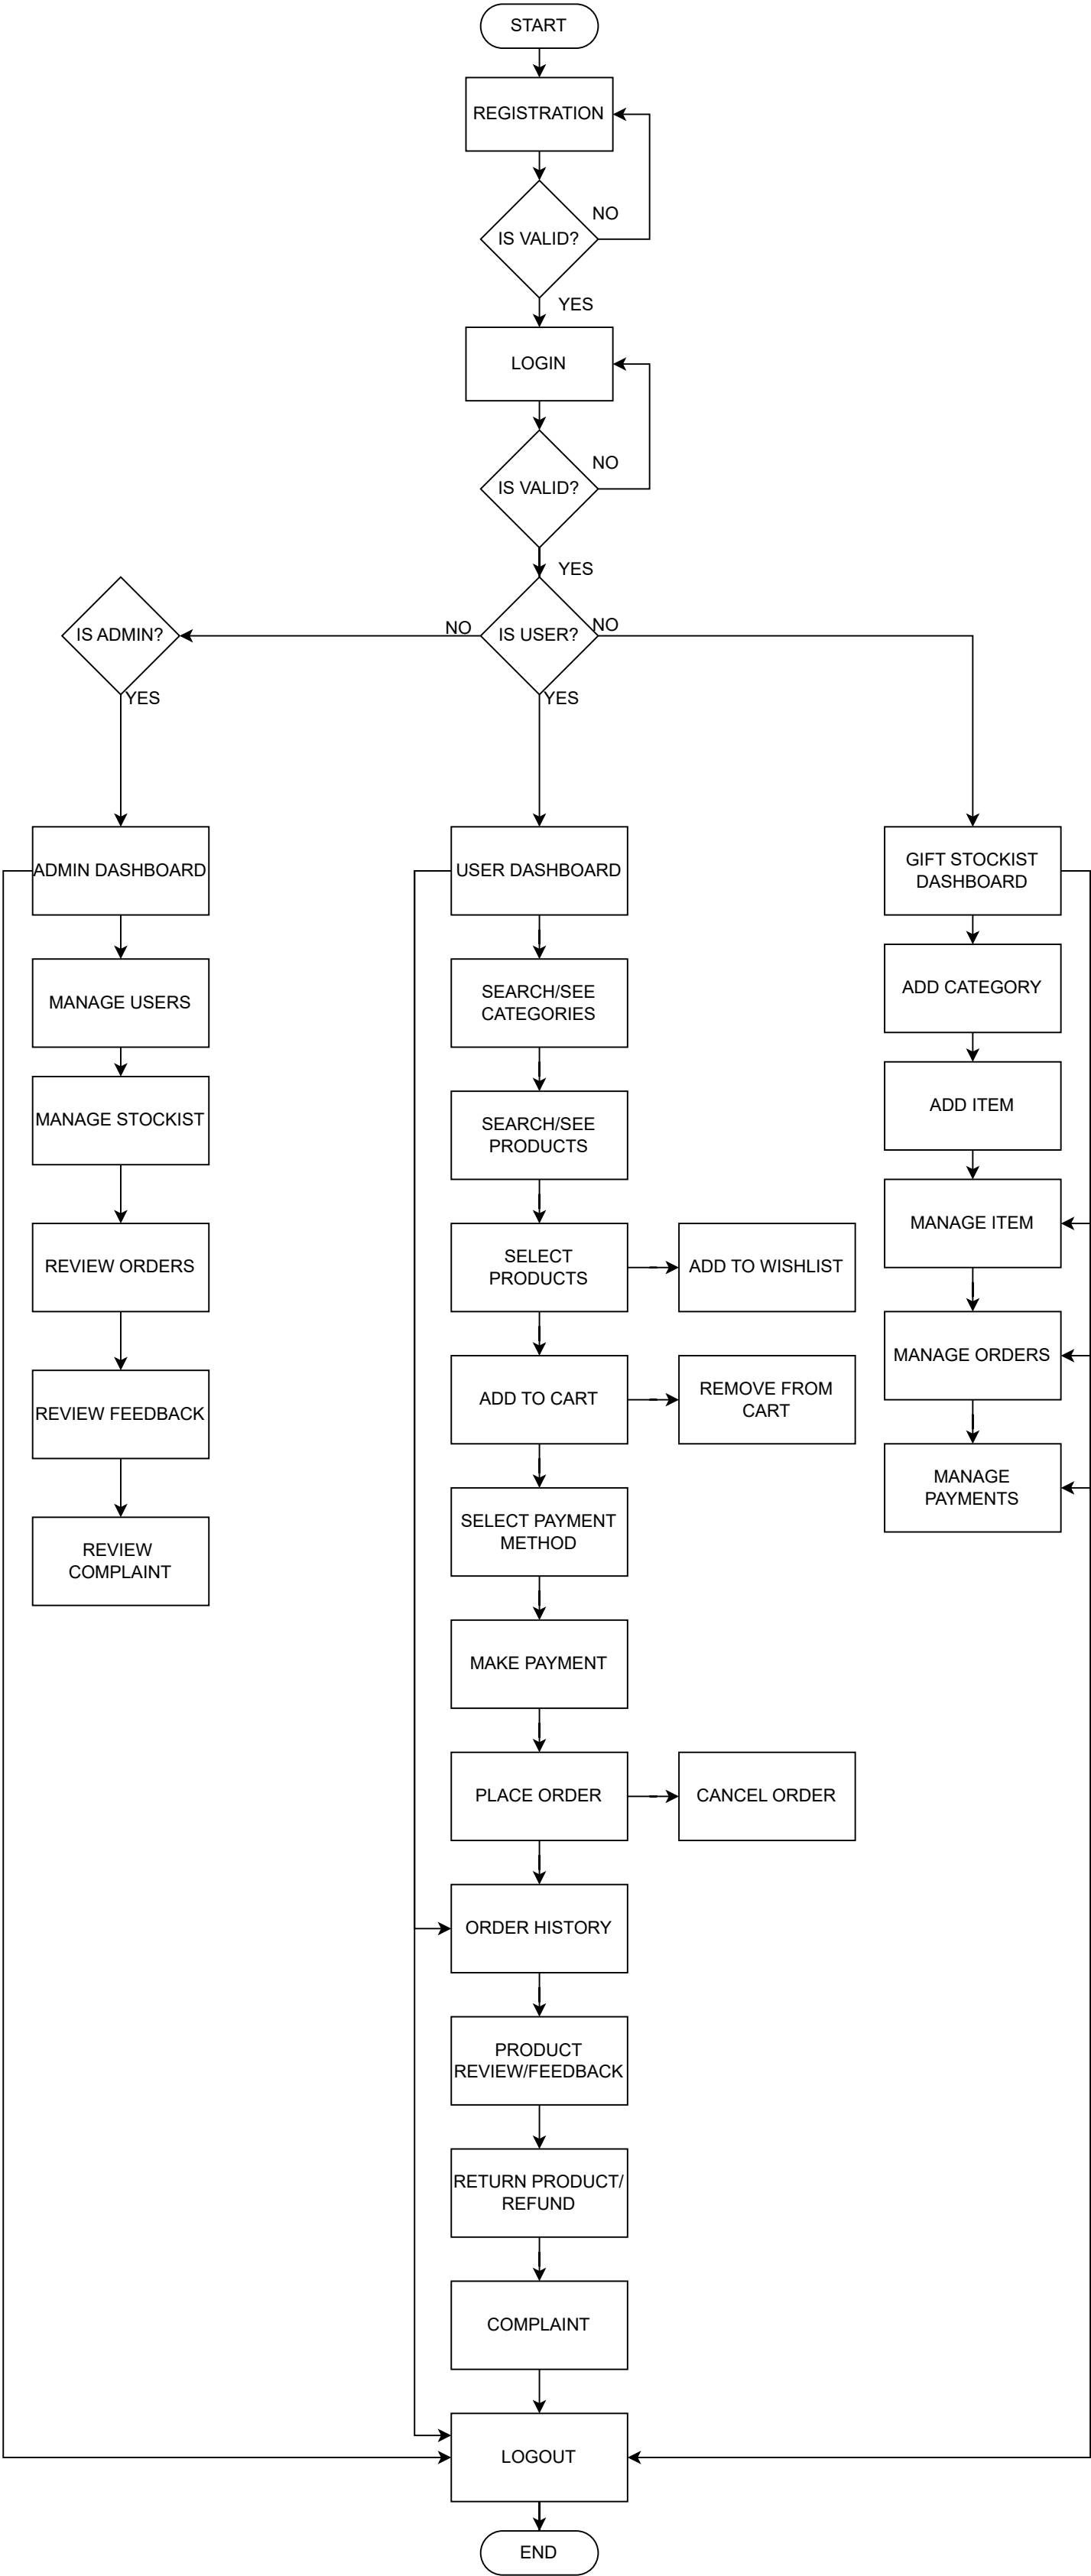 START
REGISTRATION
NO
IS VALID?
YES
LOGIN
NO
IS VALID?
YES
IS ADMIN?
NO
IS USER?
NO
YES
YES
ADMIN DASHBOARD
USER DASHBOARD
GIFT STOCKIST
DASHBOARD
MANAGE USERS
SEARCH/SEE
CATEGORIES
ADD CATEGORY
MANAGE STOCKIST
SEARCH/SEE
PRODUCTS
ADD ITEM
REVIEW ORDERS
SELECT
PRODUCTS
ADD TO WISHLIST
MANAGE ITEM
REVIEW FEEDBACK
ADD TO CART
REMOVE FROM
CART
MANAGE ORDERS
REVIEW
COMPLAINT
SELECT PAYMENT
METHOD
MANAGE
PAYMENTS
MAKE PAYMENT
PLACE ORDER
CANCEL ORDER
ORDER HISTORY
PRODUCT
REVIEW/FEEDBACK
RETURN PRODUCT/
REFUND
COMPLAINT
LOGOUT
END